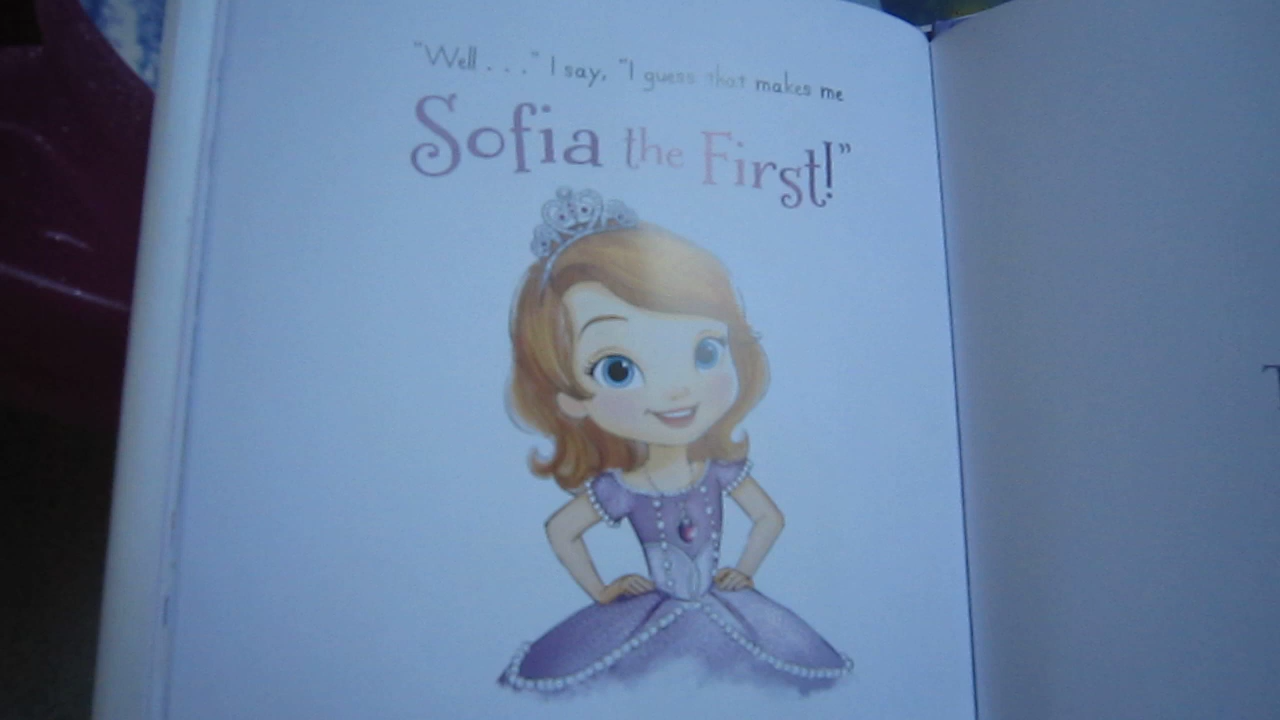 "Well . . ." I say, "I guess that makes me
Sofia the First!"